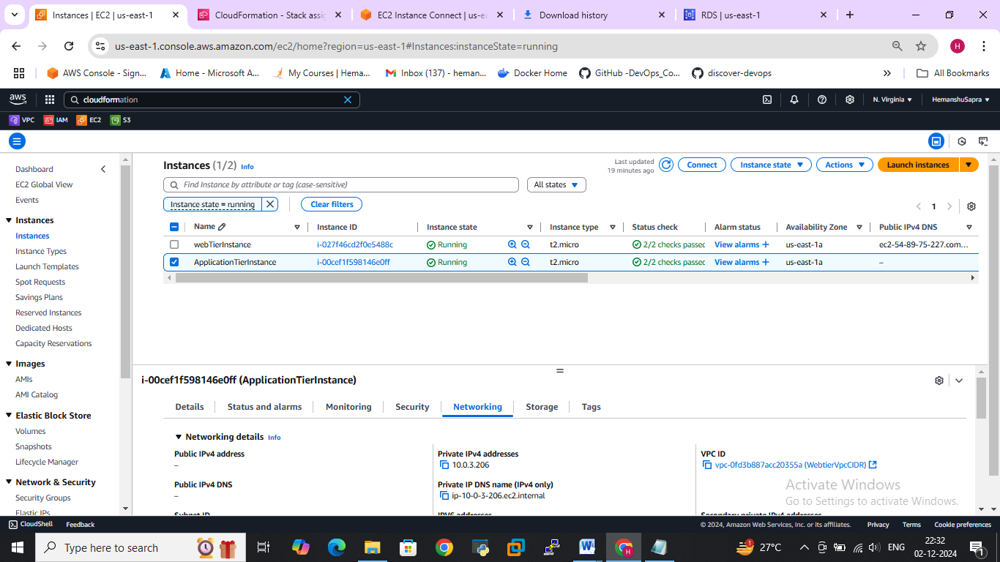 Instances | EC2 | us-east-1
CloudFormation - Stack assig
EC2 Instance Connect | us-ea
Download history
RDS | us-east-1
us-east-1.console.aws.amazon.com/ec2/home?region=us-east-1#Instances:instanceState=running
H
AWS Console - Sign...
Home - Microsoft A...
My Courses | Hema...
Inbox (137) - heman...
Docker Home
GitHub -DevOps_Co...
discover-devops
All Bookmarks
aws
cloudformation
N. Virginia
HemanshuSapra
VPC
IAM
EC2
S3
Dashboard
EC2 Global View
Events
Instances
Instances
Instance Types
Launch Templates
Spot Requests
Savings Plans
Reserved Instances
Dedicated Hosts
Capacity Reservations
Images
AMIs
AMI Catalog
Elastic Block Store
Volumes
Snapshots
Lifecycle Manager
Network & Security
Security Groups
Elastic IPs
Instances (1/2) Info
Last updated
19 minutes ago
Connect
Instance state
Actions
Launch instances
Find Instance by attribute or tag (case-sensitive)
All states
Instance state = running
Clear filters
1
Name Instance ID Instance state Instance type Status check Alarm status Availability Zone Public IPv4 DNS
webTierInstance i-027f46cd2f0e5488c Running t2.micro 2/2 checks passed View alarms + us-east-1a ec2-54-89-75-227.com...
ApplicationTierInstance i-00cef1f598146e0ff Running t2.micro 2/2 checks passed View alarms + us-east-1a –
i-00cef1f598146e0ff (ApplicationTierInstance)
Details
Status and alarms
Monitoring
Security
Networking
Storage
Tags
Networking details Info
Public IPv4 address
–
Public IPv4 DNS
–
Subnet ID
Private IPv4 addresses
10.0.3.206
Private IP DNS name (IPv4 only)
ip-10-0-3-206.ec2.internal
IPV6 addresses
VPC ID
vpc-0fd3b887acc20355a (WebtierVpcCIDR)
Secondary private IPv4 addresses
Activate Windows
Go to Settings to activate Windows.
CloudShell
Feedback
© 2024, Amazon Web Services, Inc. or its affiliates.
Privacy
Terms
Cookie preferences
Type here to search
27°C
ENG
22:32
02-12-2024
1